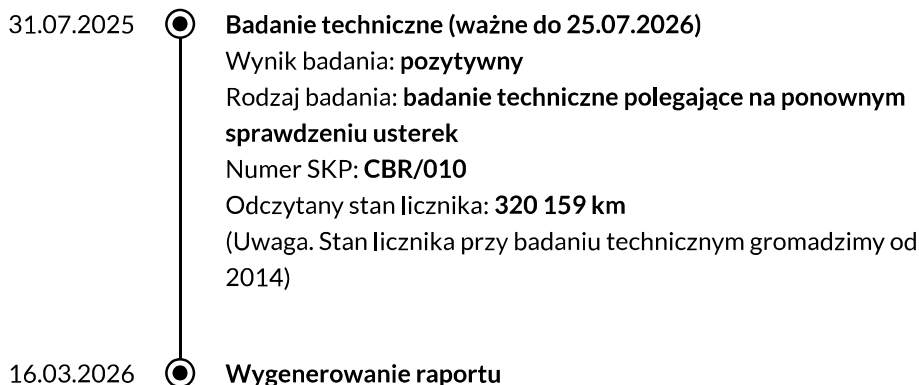 31.07.2025 Badanie techniczne (ważne do 25.07.2026)
Wynik badania: pozytywny
Rodzaj badania: badanie techniczne polegające na ponownym
sprawdzeniu usterek
Numer SKP: CBR/010
Odczytany stan licznika: 320 159 km
(Uwaga. Stan licznika przy badaniu technicznym gromadzimy od
2014)
16.03.2026 Wygenerowanie raportu